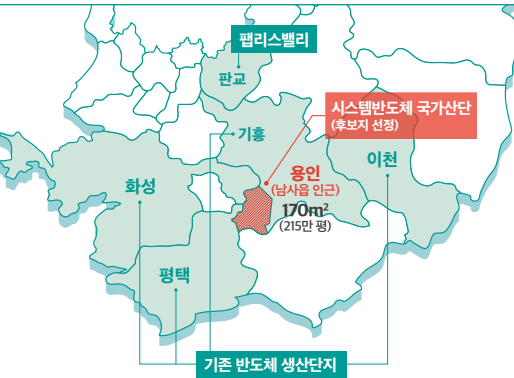 팹리스밸리
판교
시스템반도체 국가산단
(후보지 선정)
기흥
이천
용인
(남사읍 인근)
화성
170m²
(215만 평)
평택
기존 반도체 생산단지